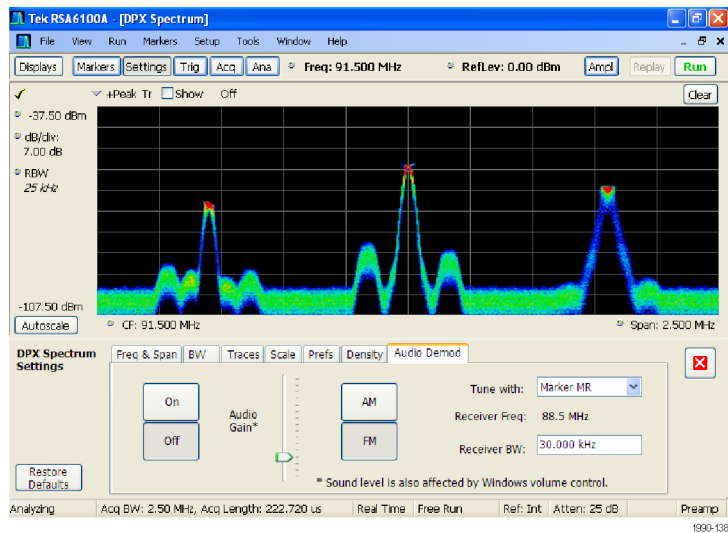 Tek RSA6100A - [DPX Spectrum]
File View Run Markers Setup Tools Window Help
Displays Markers Settings Trig Acq Ana Freq: 91.500 MHz RefLev: 0.00 dBm Ampl Replay Run
+Peak Tr Show Off Clear
-37.50 dBm
dB/div:
7.00 dB
RBW
25 kHz
-107.50 dBm
Autoscale CF: 91.500 MHz Span: 2.500 MHz
DPX Spectrum
Settings
Freq & Span BW Traces Scale Prefs Density Audio Demod
On
Off
Audio
Gain*
AM
FM
Tune with: Marker MR
Receiver Freq: 88.5 MHz
Receiver BW: 30.000 kHz
* Sound level is also affected by Windows volume control.
Restore
Defaults
Analyzing Acq BW: 2.50 MHz, Acq Length: 222.720 us Real Time Free Run Ref: Int Atten: 25 dB Preamp
1990-138